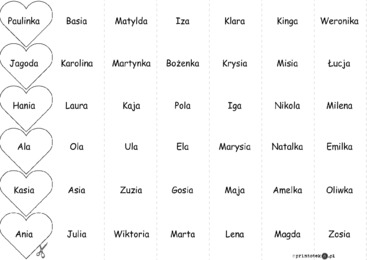 Paulinka Basia Matylda Iza Klara Kinga Weronika
Jagoda Karolina Martynka Bożenka Krysia Misia Łucja
Hania Laura Kaja Pola Iga Nikola Milena
Ala Ola Ula Ela Marysia Natalka Emilka
Kasia Asia Zuzia Gosia Maja Amelka Oliwka
Ania Julia Wiktoria Marta Lena Magda Zosia
printoteka.pl